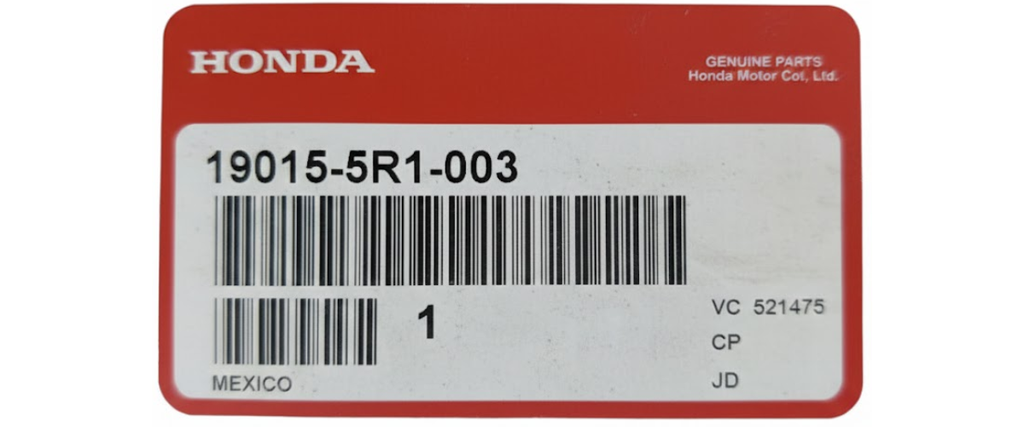 HONDA
GENUINE PARTS
Honda Motor Cot, Ltd.
19015-5R1-003
1
VC 521475
CP
MEXICO
JD